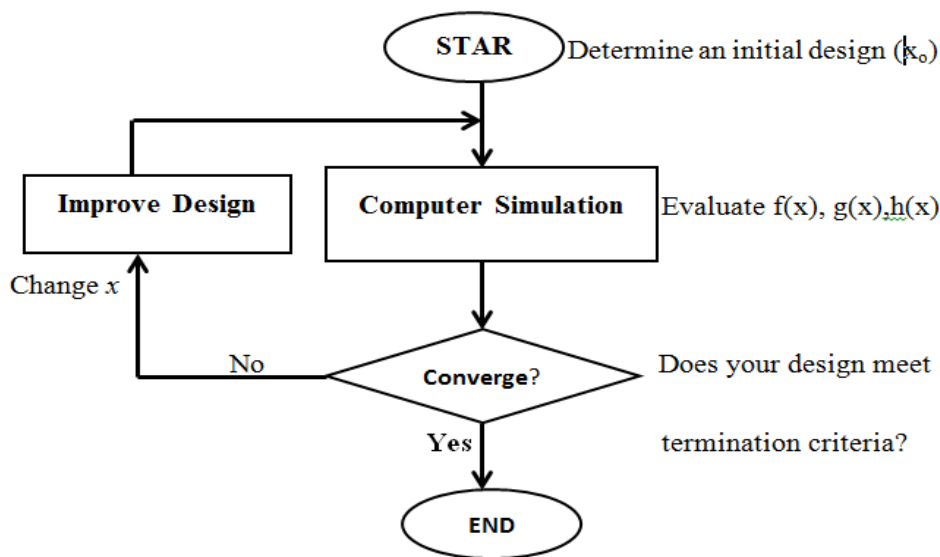 STAR
Determine an initial design (x₀)
Improve Design
Computer Simulation
Evaluate f(x), g(x),h(x)
Change x
No
Converge?
Does your design meet
Yes
termination criteria?
END